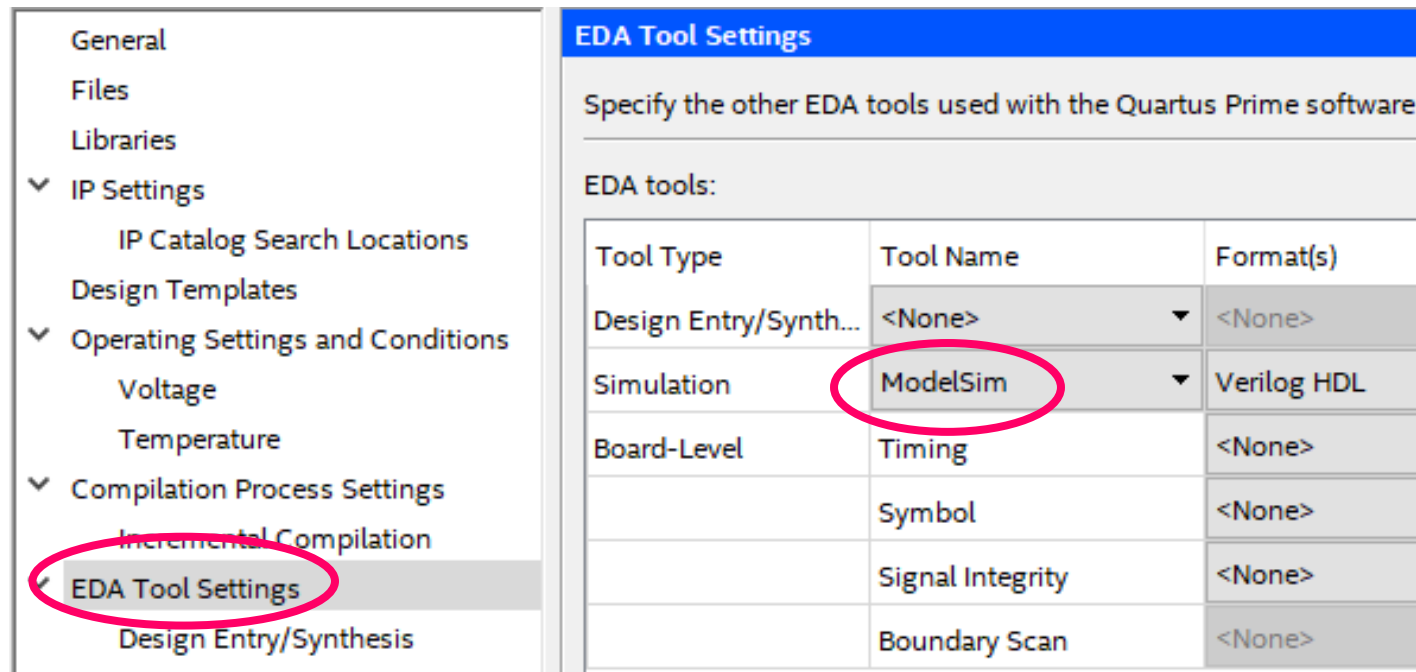 General
Files
Libraries
IP Settings
IP Catalog Search Locations
Design Templates
Operating Settings and Conditions
Voltage
Temperature
Compilation Process Settings
Incremental Compilation
EDA Tool Settings
Design Entry/Synthesis
EDA Tool Settings
Specify the other EDA tools used with the Quartus Prime software
EDA tools:
Tool Type Tool Name Format(s)
Design Entry/Synth... <None> <None>
Simulation ModelSim Verilog HDL
Board-Level Timing <None>
Symbol <None>
Signal Integrity <None>
Boundary Scan <None>